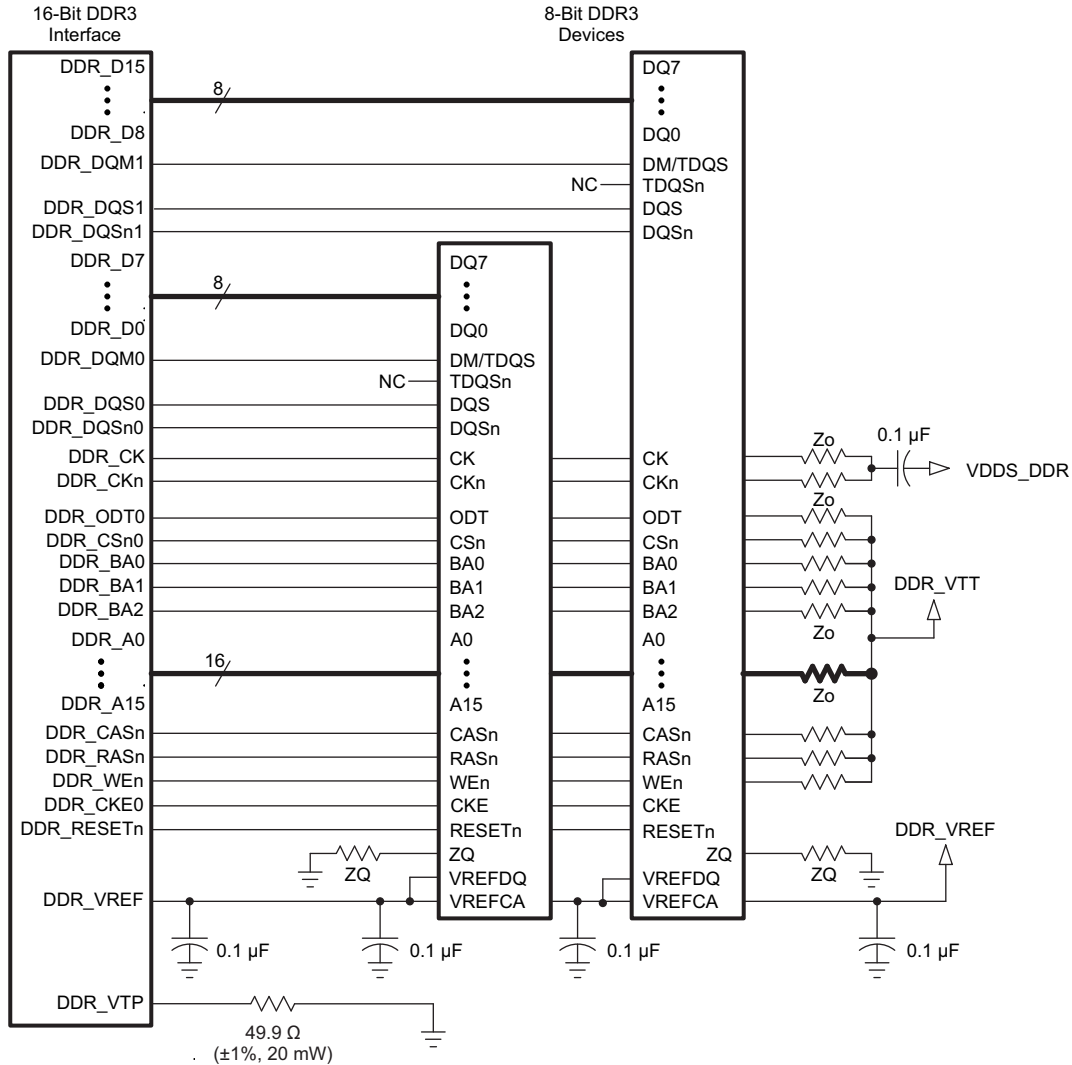 16-Bit DDR3
Interface
8-Bit DDR3
Devices
DDR_D15
8
DQ7
DDR_D8
DQ0
DDR_DQM1
DM/TDQS
NC
TDQSn
DDR_DQS1
DQS
DDR_DQSn1
DQSn
DDR_D7
8
DQ7
DDR_D0
DQ0
DDR_DQM0
DM/TDQS
NC
TDQSn
DDR_DQS0
DQS
DDR_DQSn0
DQSn
Zo
0.1 µF
DDR_CK
CK
CK
VDDS_DDR
DDR_CKn
CKn
CKn
Zo
DDR_ODT0
ODT
ODT
DDR_CSn0
CSn
CSn
DDR_BA0
BA0
BA0
DDR_BA1
BA1
BA1
DDR_VTT
DDR_BA2
BA2
BA2
Zo
DDR_A0
A0
A0
16
Zo
DDR_A15
A15
A15
DDR_CASn
CASn
CASn
DDR_RASn
RASn
RASn
DDR_WEn
WEn
WEn
DDR_CKE0
CKE
CKE
DDR_RESETn
RESETn
RESETn
DDR_VREF
ZQ
ZQ
ZQ
ZQ
VREFDQ
VREFDQ
DDR_VREF
VREFCA
VREFCA
0.1 µF
0.1 µF
0.1 µF
0.1 µF
DDR_VTP
49.9 Ω
(±1%, 20 mW)